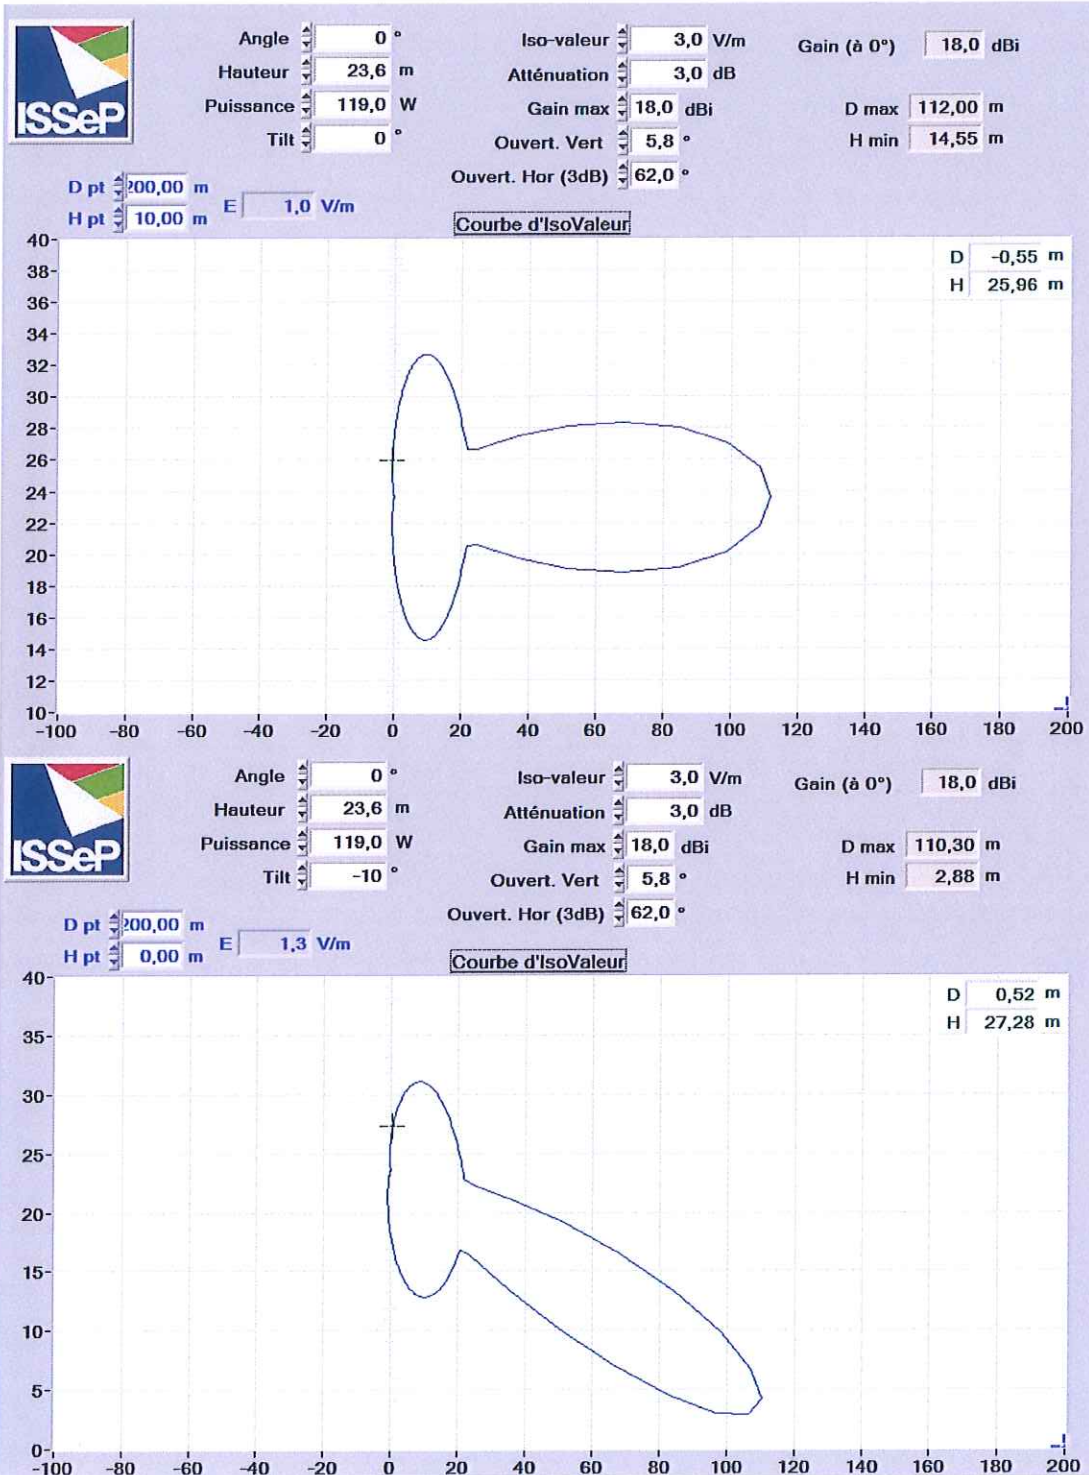 ISSeP
Angle 0 °
Hauteur 23,6 m
Puissance 119,0 W
Tilt 0 °
Iso-valeur 3,0 V/m
Atténuation 3,0 dB
Gain max 18,0 dBi
Ouvert. Vert 5,8 °
Ouvert. Hor (3dB) 62,0 °
Gain (à 0°) 18,0 dBi
D max 112,00 m
H min 14,55 m
D pt 200,00 m
H pt 10,00 m
E 1,0 V/m
Courbe d'IsoValeur
D -0,55 m
H 25,96 m
40
38
36
34
32
30
28
26
24
22
20
18
16
14
12
10
-100 -80 -60 -40 -20 0 20 40 60 80 100 120 140 160 180 200
ISSeP
Angle 0 °
Hauteur 23,6 m
Puissance 119,0 W
Tilt -10 °
Iso-valeur 3,0 V/m
Atténuation 3,0 dB
Gain max 18,0 dBi
Ouvert. Vert 5,8 °
Ouvert. Hor (3dB) 62,0 °
Gain (à 0°) 18,0 dBi
D max 110,30 m
H min 2,88 m
D pt 200,00 m
H pt 0,00 m
E 1,3 V/m
Courbe d'IsoValeur
D 0,52 m
H 27,28 m
40
35
30
25
20
15
10
5
0
-100 -80 -60 -40 -20 0 20 40 60 80 100 120 140 160 180 200